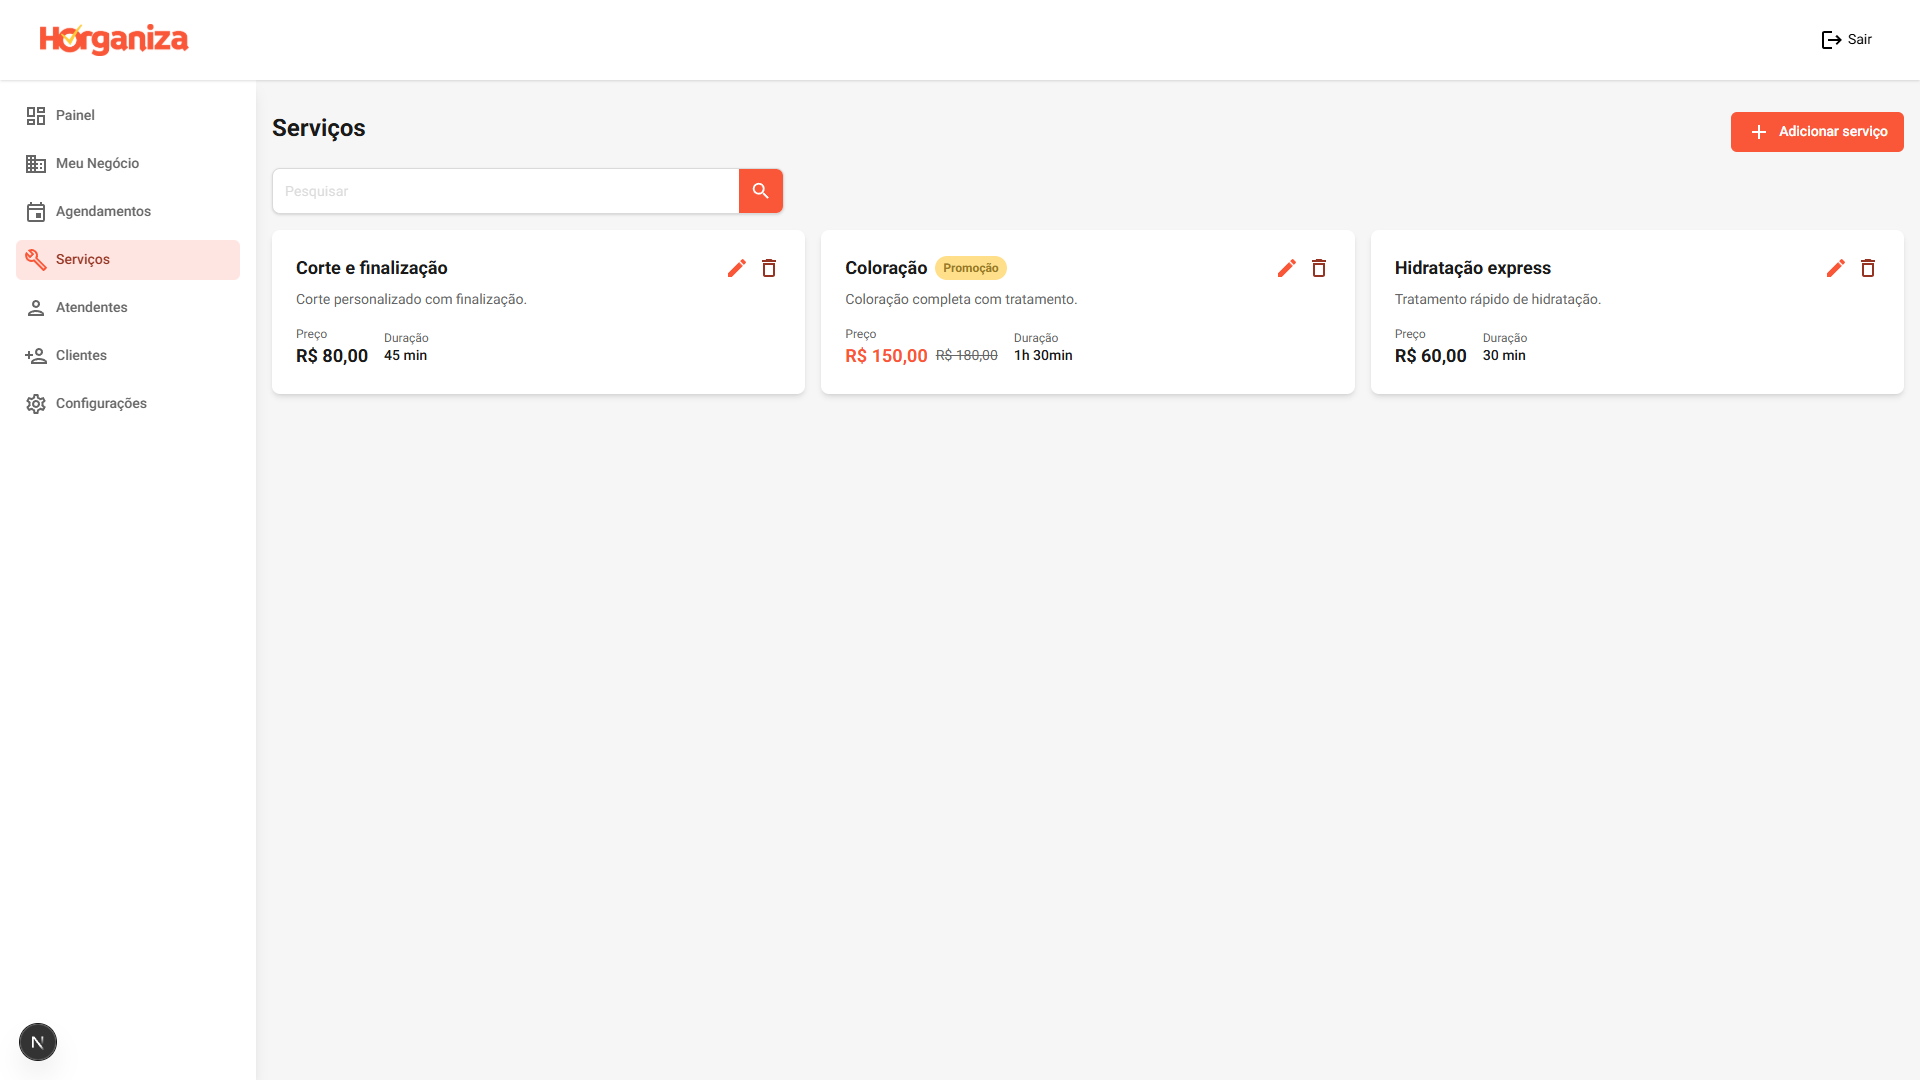 Horganiza
Sair
Painel
Meu Negócio
Agendamentos
Serviços
Atendentes
Clientes
Configurações
Serviços
Adicionar serviço
Pesquisar
Corte e finalização
Corte personalizado com finalização.
Preço
R$ 80,00
Duração
45 min
Coloração Promoção
Coloração completa com tratamento.
Preço
R$ 150,00 R$ 180,00
Duração
1h 30min
Hidratação express
Tratamento rápido de hidratação.
Preço
R$ 60,00
Duração
30 min
N